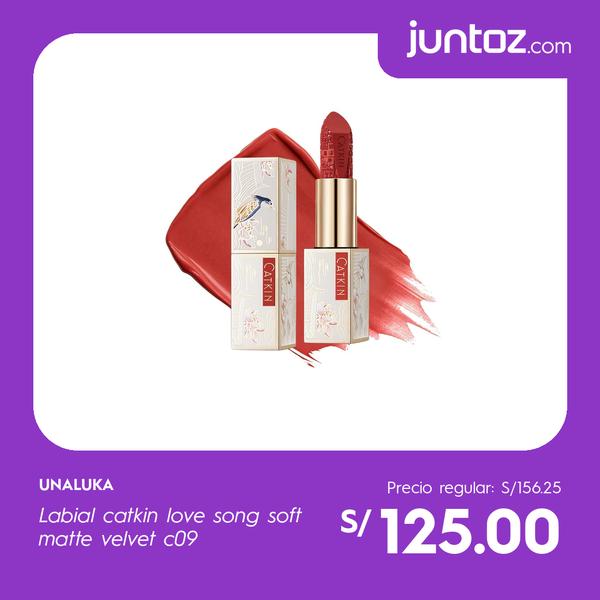 juntoz.com
CATKIN
CATKIN
CATKIN
UNALUKA
Labial catkin love song soft
matte velvet c09
Precio regular: S/156.25
S/125.00